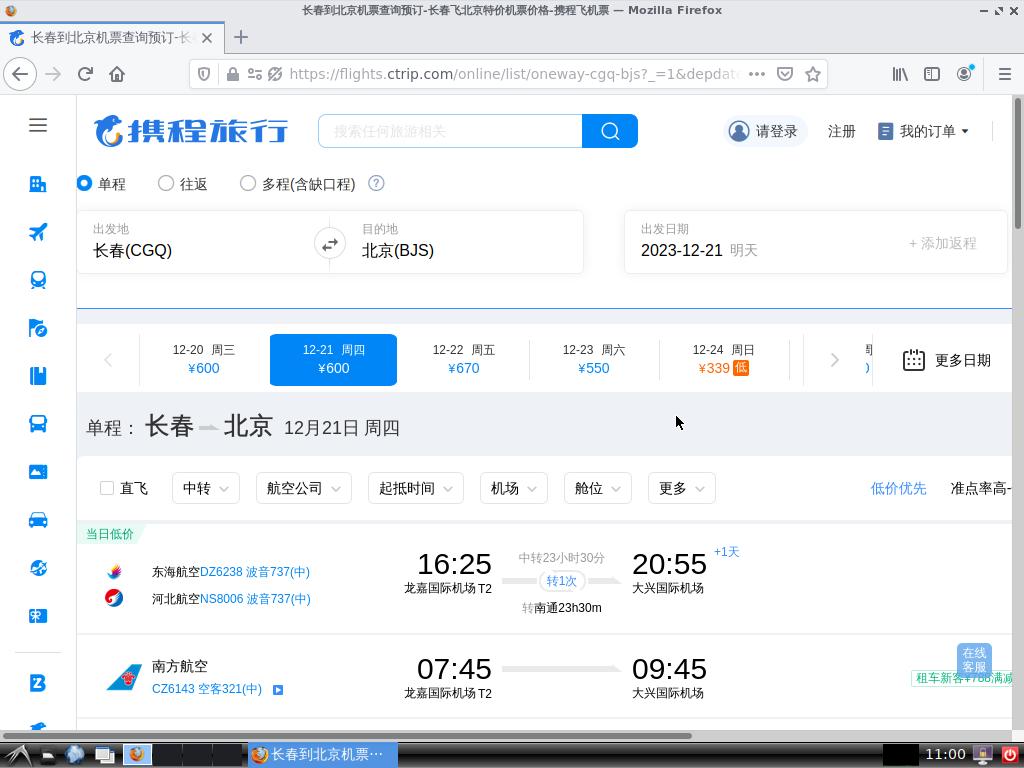 长春到北京机票查询预订-长春飞北京特价机票价格-携程飞机票 — Mozilla Firefox
长春到北京机票查询预订-长
https://flights.ctrip.com/online/list/oneway-cgq-bjs?_=1&depdat
携程旅行
搜索任何旅游相关
请登录
注册
我的订单
单程
往返
多程(含缺口程)
出发地
长春(CGQ)
目的地
北京(BJS)
出发日期
2023-12-21 明天
+ 添加返程
12-20 周三
¥600
12-21 周四
¥600
12-22 周五
¥670
12-23 周六
¥550
12-24 周日
¥339 低
更多日期
单程： 长春 北京 12月21日 周四
直飞
中转
航空公司
起抵时间
机场
舱位
更多
低价优先
准点率高-
当日低价
东海航空DZ6238 波音737(中)
河北航空NS8006 波音737(中)
16:25
龙嘉国际机场T2
中转23小时30分
转1次
转南通23h30m
20:55 +1天
大兴国际机场
南方航空
CZ6143 空客321(中)
07:45
龙嘉国际机场T2
09:45
大兴国际机场
在线
客服
租车新客¥788满减
长春到北京机票…
11:00